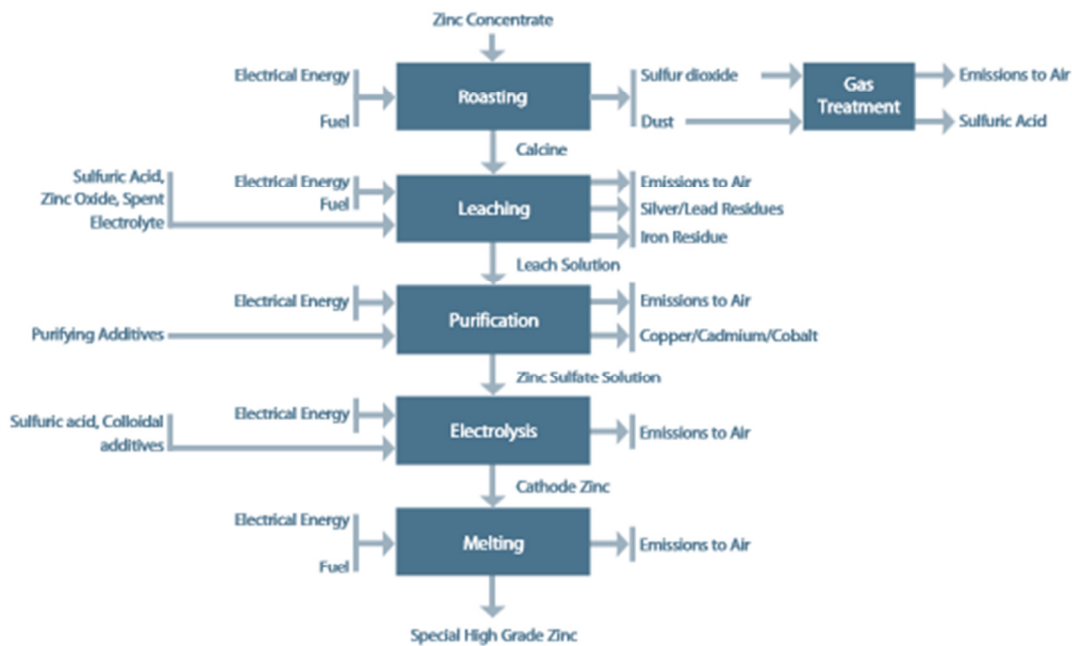 Zinc Concentrate
Electrical Energy
Fuel
Roasting
Sulfur dioxide
Dust
Gas
Treatment
Emissions to Air
Sulfuric Acid
Calcine
Sulfuric Acid,
Zinc Oxide, Spent
Electrolyte
Electrical Energy
Fuel
Leaching
Emissions to Air
Silver/Lead Residues
Iron Residue
Leach Solution
Electrical Energy
Purifying Additives
Purification
Emissions to Air
Copper/Cadmium/Cobalt
Zinc Sulfate Solution
Sulfuric acid, Colloidal
additives
Electrical Energy
Electrolysis
Emissions to Air
Cathode Zinc
Electrical Energy
Fuel
Melting
Emissions to Air
Special High Grade Zinc